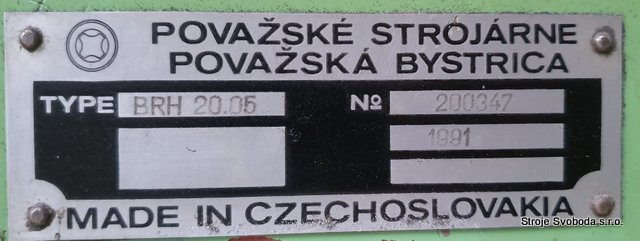 POVAŽSKÉ STROJÁRNE
POVAŽSKÁ BYSTRICA
TYPE BRH 20.05 № 200347
1991
MADE IN CZECHOSLOVAKIA
Stroje Svoboda s.r.o.